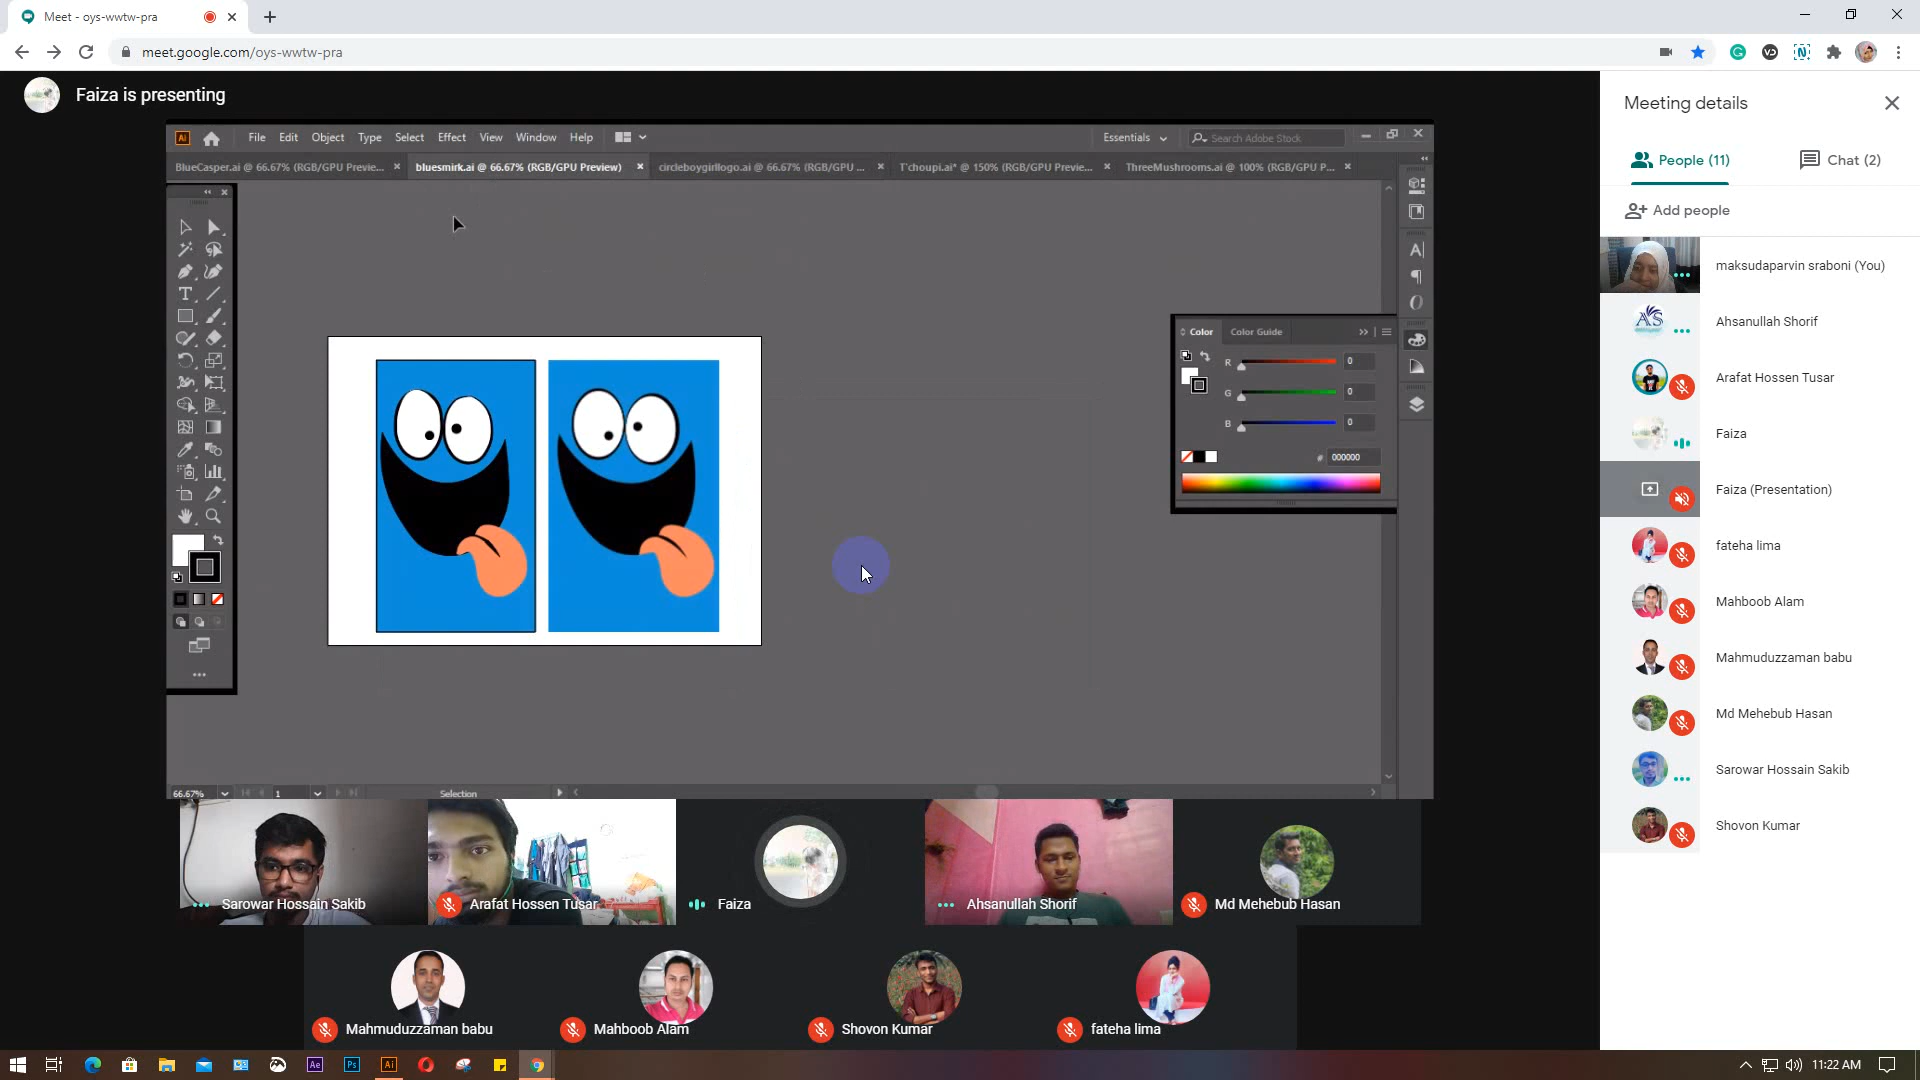 Meet - oys-wwtw-pra
meet.google.com/oys-wwtw-pra
Faiza is presenting
Ai
File Edit Object Type Select Effect View Window Help
Essentials
Search Adobe Stock
BlueCasper.ai @ 66.67% (RGB/GPU Previe...
bluesmirk.ai @ 66.67% (RGB/GPU Preview)
circleboygirllogo.ai @ 66.67% (RGB/GPU ...
T'choupi.ai* @ 150% (RGB/GPU Previe...
ThreeMushrooms.ai @ 100% (RGB/GPU P...
Color Color Guide
R 0
G 0
B 0
# 000000
66.67% 1 Selection
Meeting details
People (11) Chat (2)
Add people
maksudaparvin sraboni (You)
AS
Ahsanullah Shorif
Arafat Hossen Tusar
Faiza
Faiza (Presentation)
fateha lima
Mahboob Alam
Mahmuduzzaman babu
Md Mehebub Hasan
Sarowar Hossain Sakib
Shovon Kumar
Sarowar Hossain Sakib
Arafat Hossen Tusar
Faiza
Ahsanullah Shorif
Md Mehebub Hasan
Mahmuduzzaman babu
Mahboob Alam
Shovon Kumar
fateha lima
Ae Ps Ai
11:22 AM